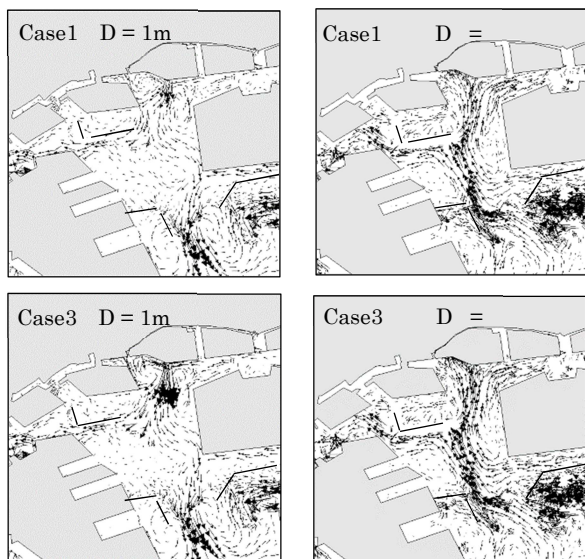 Case1 D = 1m
Case1 D =
Case3 D = 1m
Case3 D =